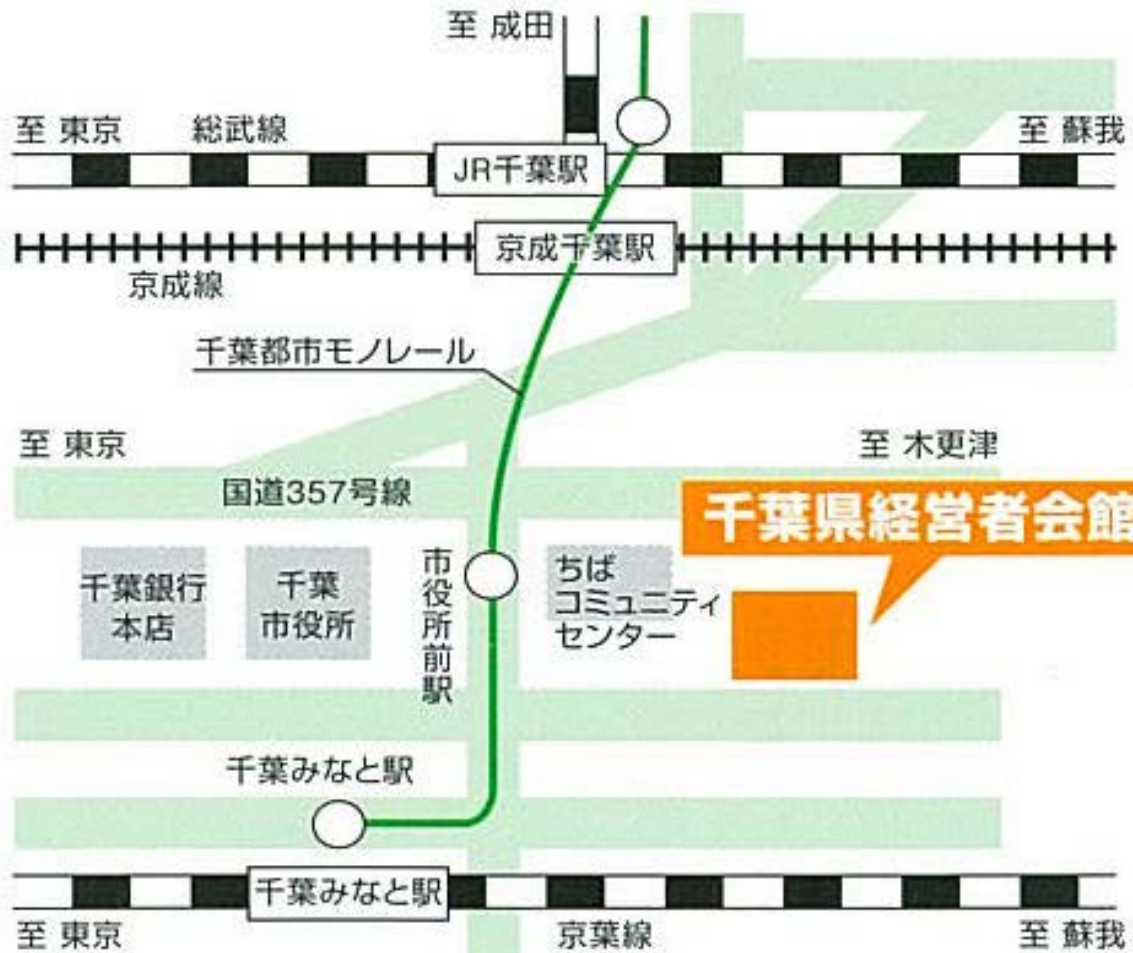 至 成田
至 東京
総武線
至 蘇我
JR千葉駅
京成千葉駅
京成線
千葉都市モノレール
至 東京
至 木更津
国道357号線
千葉県経営者会館
千葉銀行
本店
千葉
市役所
市役所前駅
ちば
コミュニティ
センター
千葉みなと駅
千葉みなと駅
至 東京
京葉線
至 蘇我